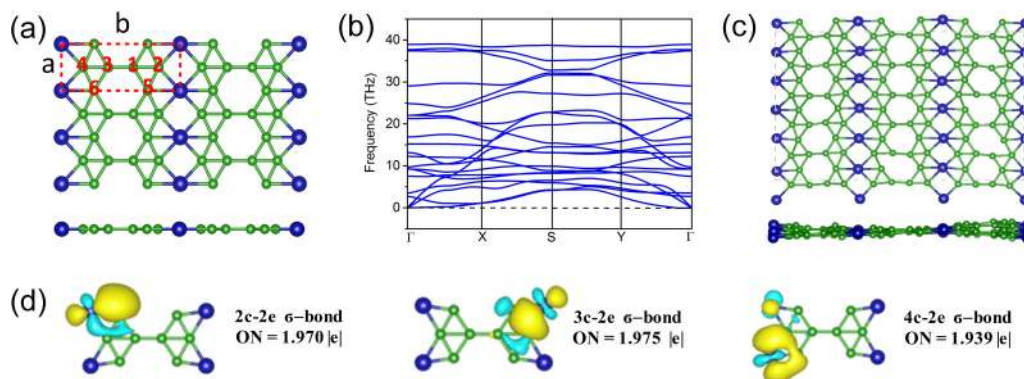 (a)
b
a
4 3 1 2
6 5
(b)
Frequency (THz)
40
30
20
10
0
Γ X S Y Γ
(c)
(d)
2c-2e σ-bond
ON = 1.970 |e|
3c-2e σ-bond
ON = 1.975 |e|
4c-2e σ-bond
ON = 1.939 |e|